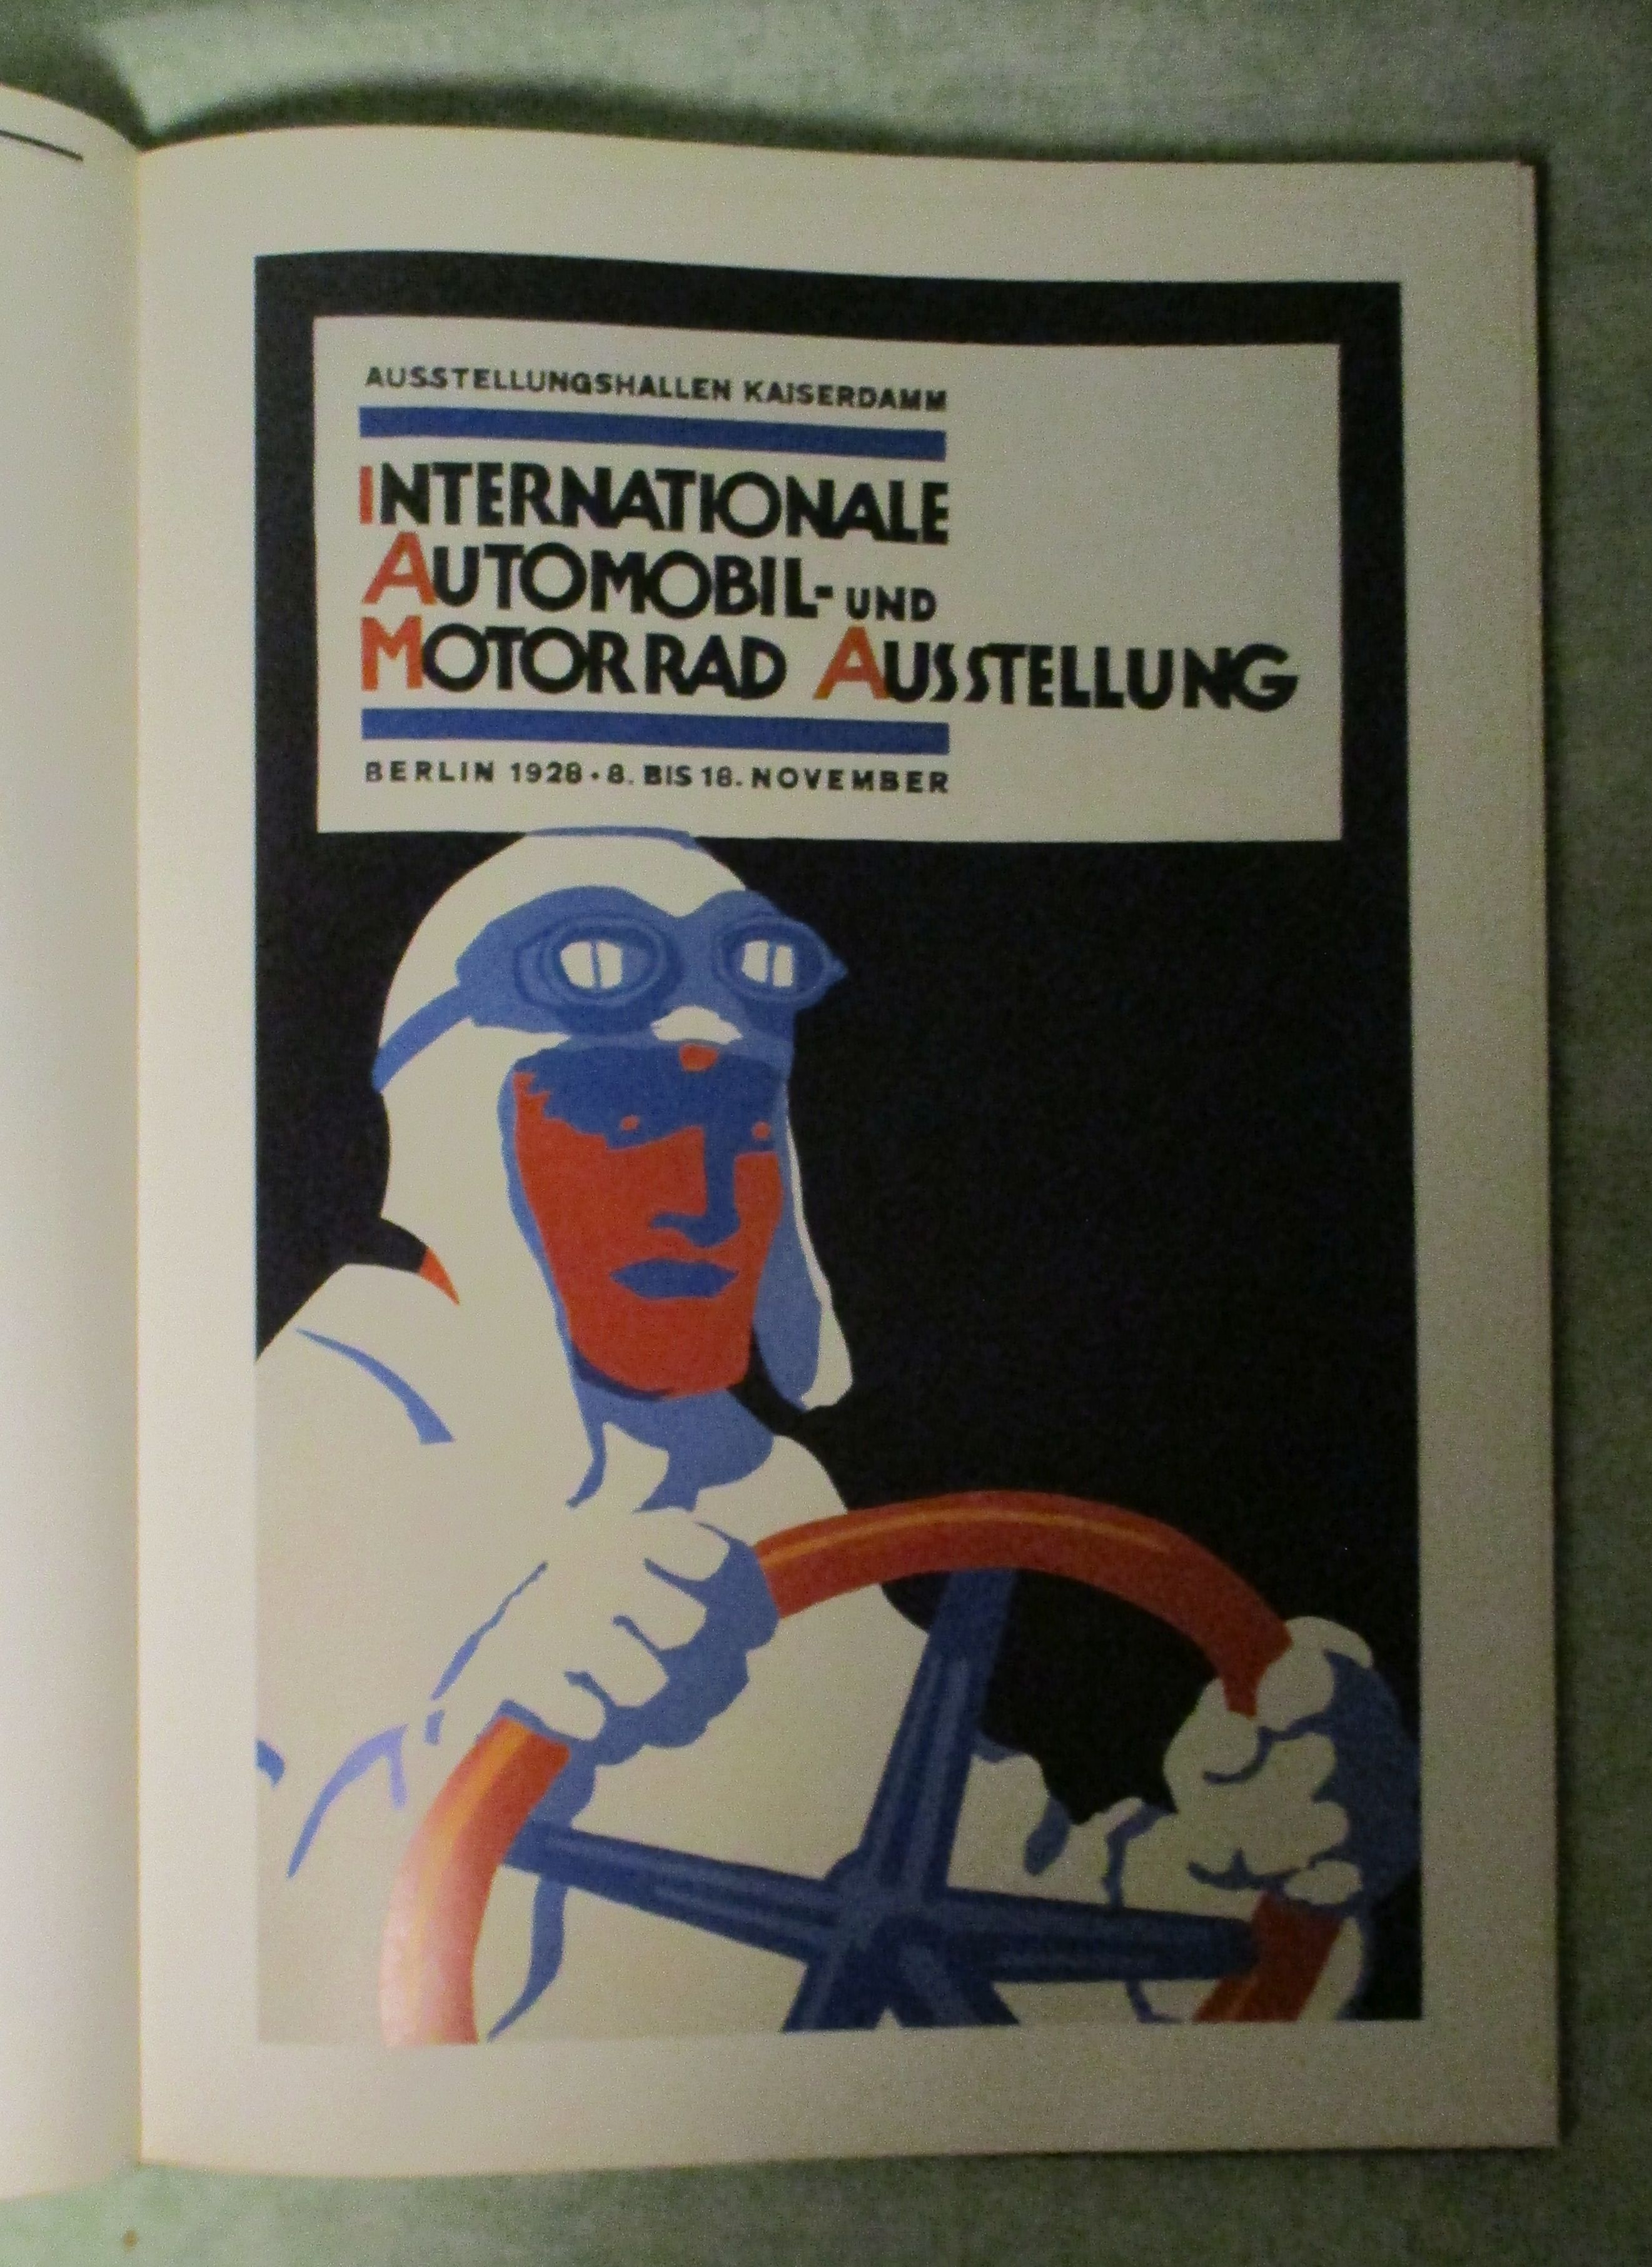 AUSSTELLUNGSHALLEN KAISERDAMM
INTERNATIONALE
AUTOMOBIL- UND
MOTORRAD AUSSTELLUNG
BERLIN 1928 · 8. BIS 18. NOVEMBER